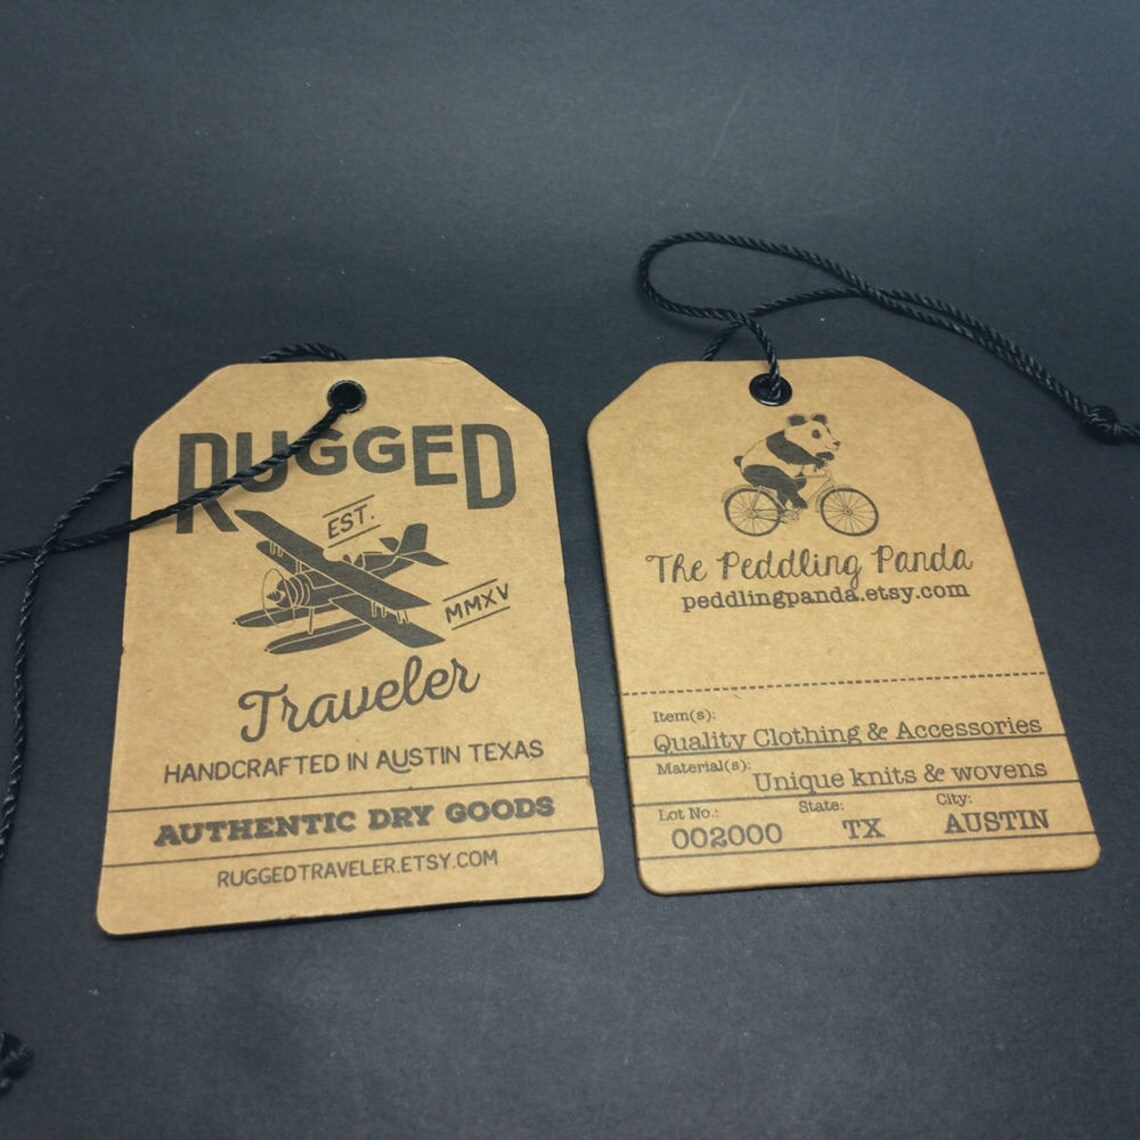 RUGGED
EST.
MMXV
Traveler
HANDCRAFTED IN AUSTIN TEXAS
AUTHENTIC DRY GOODS
RUGGEDTRAVELER.ETSY.COM
The Peddling Panda
peddlingpanda.etsy.com
Item(s):
Quality Clothing & Accessories
Material(s): Unique knits & wovens
Lot No.: State: City:
002000 TX AUSTIN